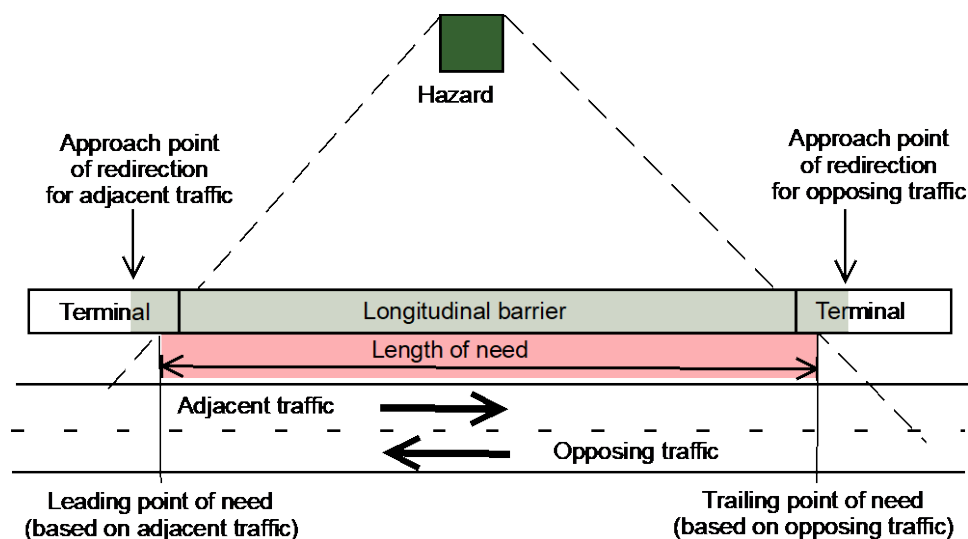 Hazard
Approach point
of redirection
for adjacent traffic
Approach point
of redirection
for opposing traffic
Terminal
Longitudinal barrier
Terminal
Length of need
Adjacent traffic
Opposing traffic
Leading point of need
(based on adjacent traffic)
Trailing point of need
(based on opposing traffic)